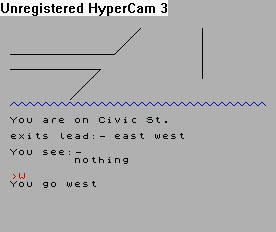 Unregistered HyperCam 3
You are on Civic St.
exits lead:- east west
You see:-
nothing
>W
You go west